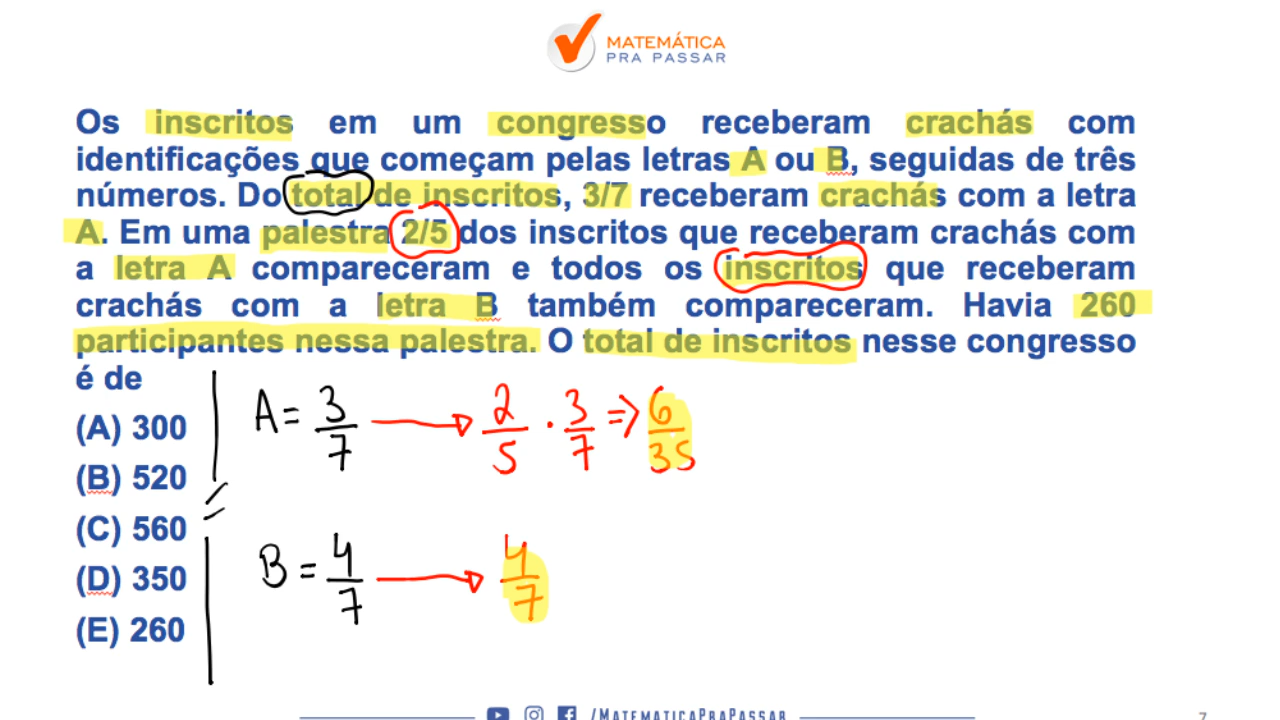 MATEMÁTICA
PRA PASSAR
Os inscritos em um congresso receberam crachás com
identificações que começam pelas letras A ou B, seguidas de três
números. Do total de inscritos, 3/7 receberam crachás com a letra
A. Em uma palestra 2/5 dos inscritos que receberam crachás com
a letra A compareceram e todos os inscritos que receberam
crachás com a letra B também compareceram. Havia 260
participantes nessa palestra. O total de inscritos nesse congresso
é de
(A) 300
(B) 520
(C) 560
(D) 350
(E) 260
A = 3/7 → 2/5 · 3/7 ⇒ 6/35
B = 4/7 → 4/7
/MATEMATICAPRAPASSAR
7